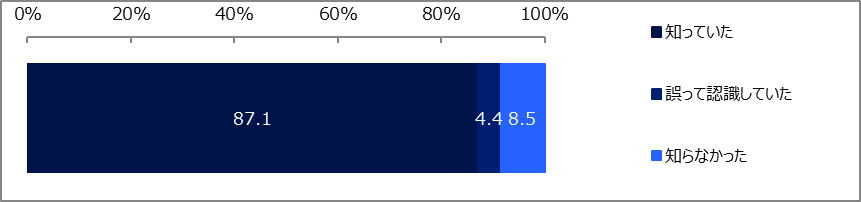 0% 20% 40% 60% 80% 100%
知っていた
87.1 4.4 8.5
誤って認識していた
知らなかった